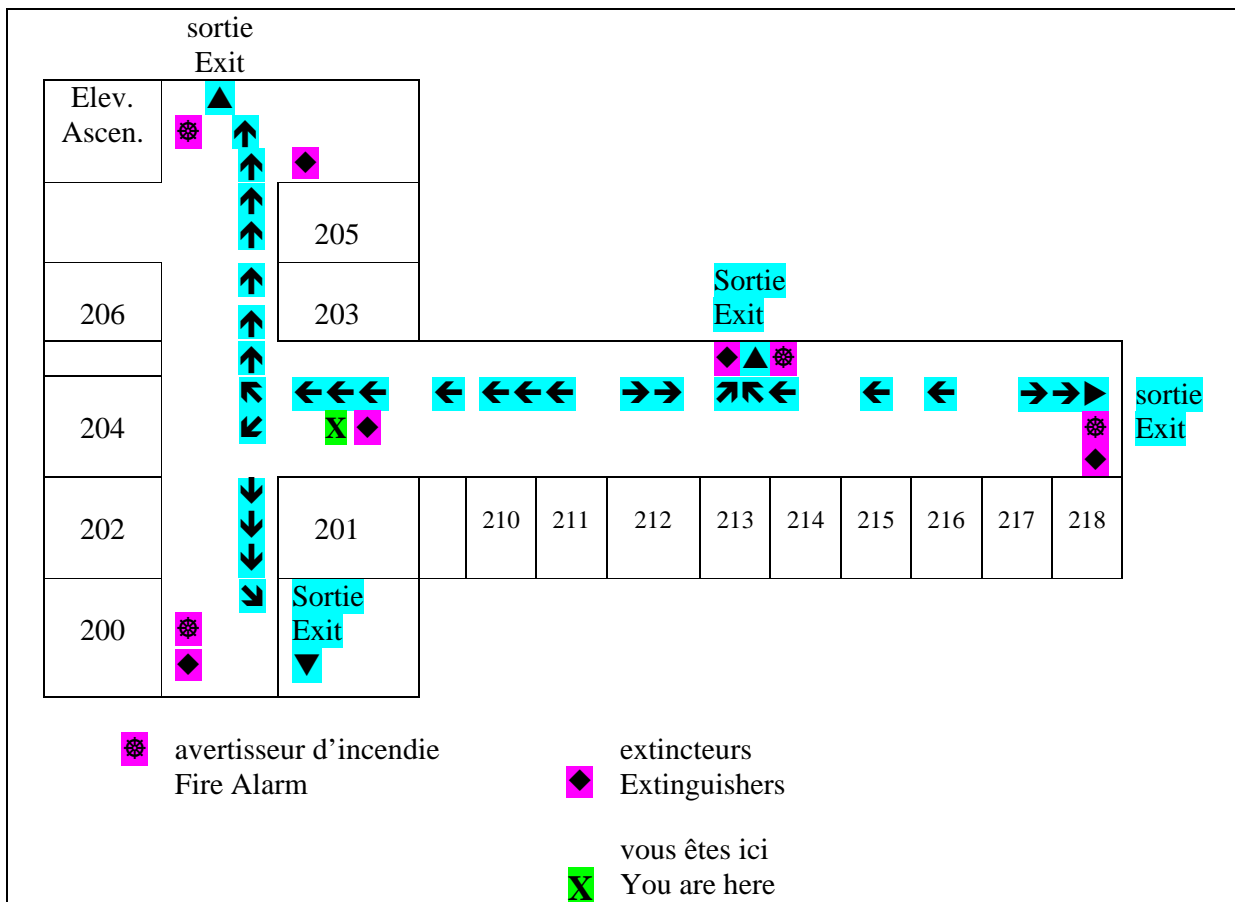 sortie
Exit
Elev.
Ascen.
205
206
203
Sortie
Exit
204
X
sortie
Exit
202
201
210
211
212
213
214
215
216
217
218
200
Sortie
Exit
avertisseur d'incendie
Fire Alarm
extincteurs
Extinguishers
vous êtes ici
X You are here